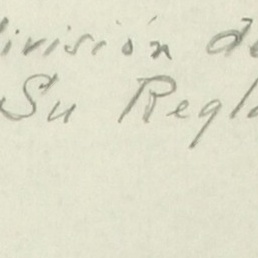 ivisión de
Su Regla